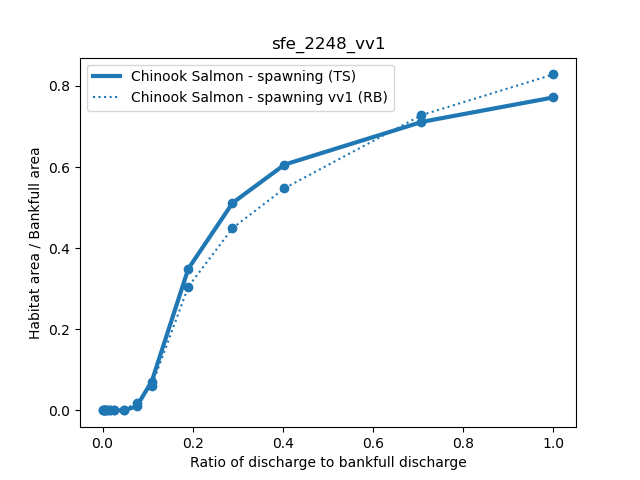 sfe_2248_vv1
Chinook Salmon - spawning (TS)
Chinook Salmon - spawning vv1 (RB)
Habitat area / Bankfull area
0.8
0.6
0.4
0.2
0.0
0.0 0.2 0.4 0.6 0.8 1.0
Ratio of discharge to bankfull discharge